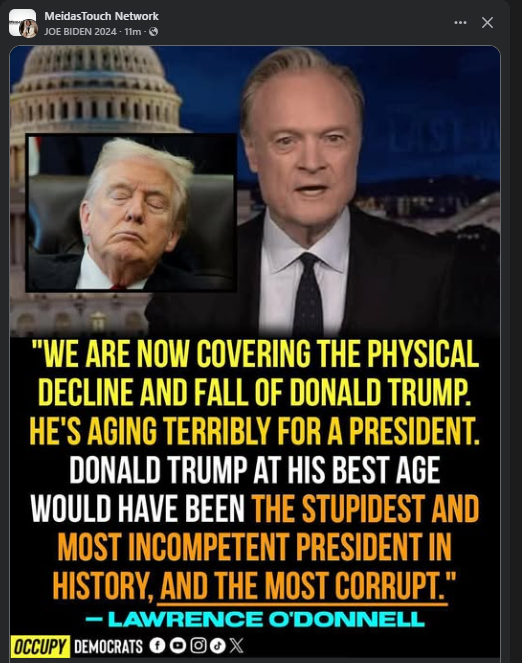 MeidasTouch Network
JOE BIDEN 2024 · 11m ·
"WE ARE NOW COVERING THE PHYSICAL
DECLINE AND FALL OF DONALD TRUMP.
HE'S AGING TERRIBLY FOR A PRESIDENT.
DONALD TRUMP AT HIS BEST AGE
WOULD HAVE BEEN THE STUPIDEST AND
MOST INCOMPETENT PRESIDENT IN
HISTORY, AND THE MOST CORRUPT."
– LAWRENCE O'DONNELL
OCCUPY DEMOCRATS